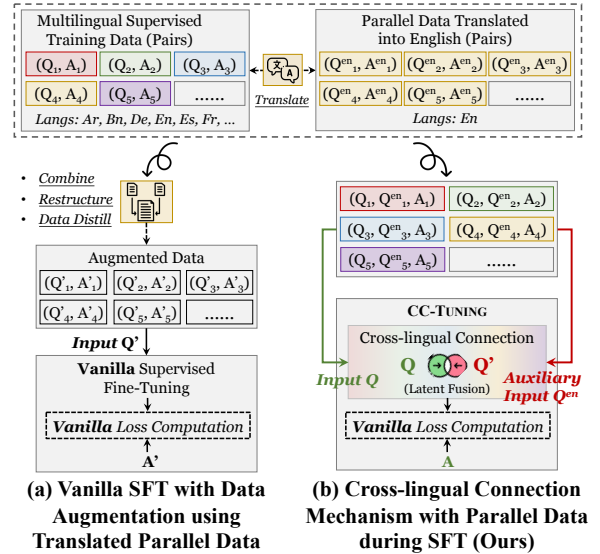 Multilingual Supervised
Training Data (Pairs)
(Q₁, A₁) (Q₂, A₂) (Q₃, A₃)
(Q₄, A₄) (Q₅, A₅) ......
Langs: Ar, Bn, De, En, Es, Fr, ...
文 A
Translate
Parallel Data Translated
into English (Pairs)
(Qᵉⁿ₁, Aᵉⁿ₁) (Qᵉⁿ₂, Aᵉⁿ₂) (Qᵉⁿ₃, Aᵉⁿ₃)
(Qᵉⁿ₄, Aᵉⁿ₄) (Qᵉⁿ₅, Aᵉⁿ₅) ......
Langs: En
• Combine
• Restructure
• Data Distill
Augmented Data
(Q'₁, A'₁) (Q'₂, A'₂) (Q'₃, A'₃)
(Q'₄, A'₄) (Q'₅, A'₅) ......
Input Q'
Vanilla Supervised
Fine-Tuning
Vanilla Loss Computation
A'
(a) Vanilla SFT with Data
Augmentation using
Translated Parallel Data
(Q₁, Qᵉⁿ₁, A₁) (Q₂, Qᵉⁿ₂, A₂)
(Q₃, Qᵉⁿ₃, A₃) (Q₄, Qᵉⁿ₄, A₄)
(Q₅, Qᵉⁿ₅, A₅) ......
CC-TUNING
Cross-lingual Connection
Q Q'
(Latent Fusion)
Input Q
Auxiliary
Input Qᵉⁿ
Vanilla Loss Computation
A
(b) Cross-lingual Connection
Mechanism with Parallel Data
during SFT (Ours)